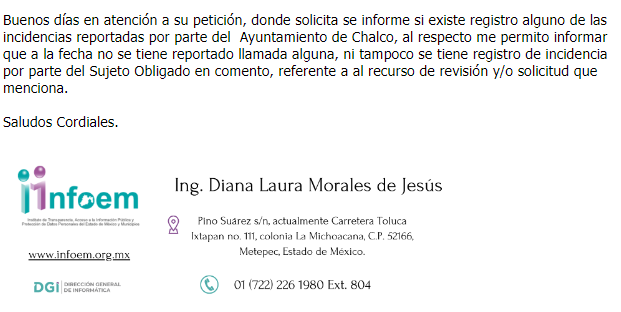 Buenos días en atención a su petición, donde solicita se informe si existe registro alguno de las
incidencias reportadas por parte del  Ayuntamiento de Chalco, al respecto me permito informar
que a la fecha no se tiene reportado llamada alguna, ni tampoco se tiene registro de incidencia
por parte del Sujeto Obligado en comento, referente a al recurso de revisión y/o solicitud que
menciona.
Saludos Cordiales.
infoem
Instituto de Transparencia, Acceso a la Información Pública y
Protección de Datos Personales del Estado de México y Municipios
www.infoem.org.mx
DGI DIRECCIÓN GENERAL
DE INFORMÁTICA
Ing. Diana Laura Morales de Jesús
Pino Suárez s/n, actualmente Carretera Toluca
Ixtapan no. 111, colonia La Michoacana, C.P. 52166,
Metepec, Estado de México.
01 (722) 226 1980 Ext. 804